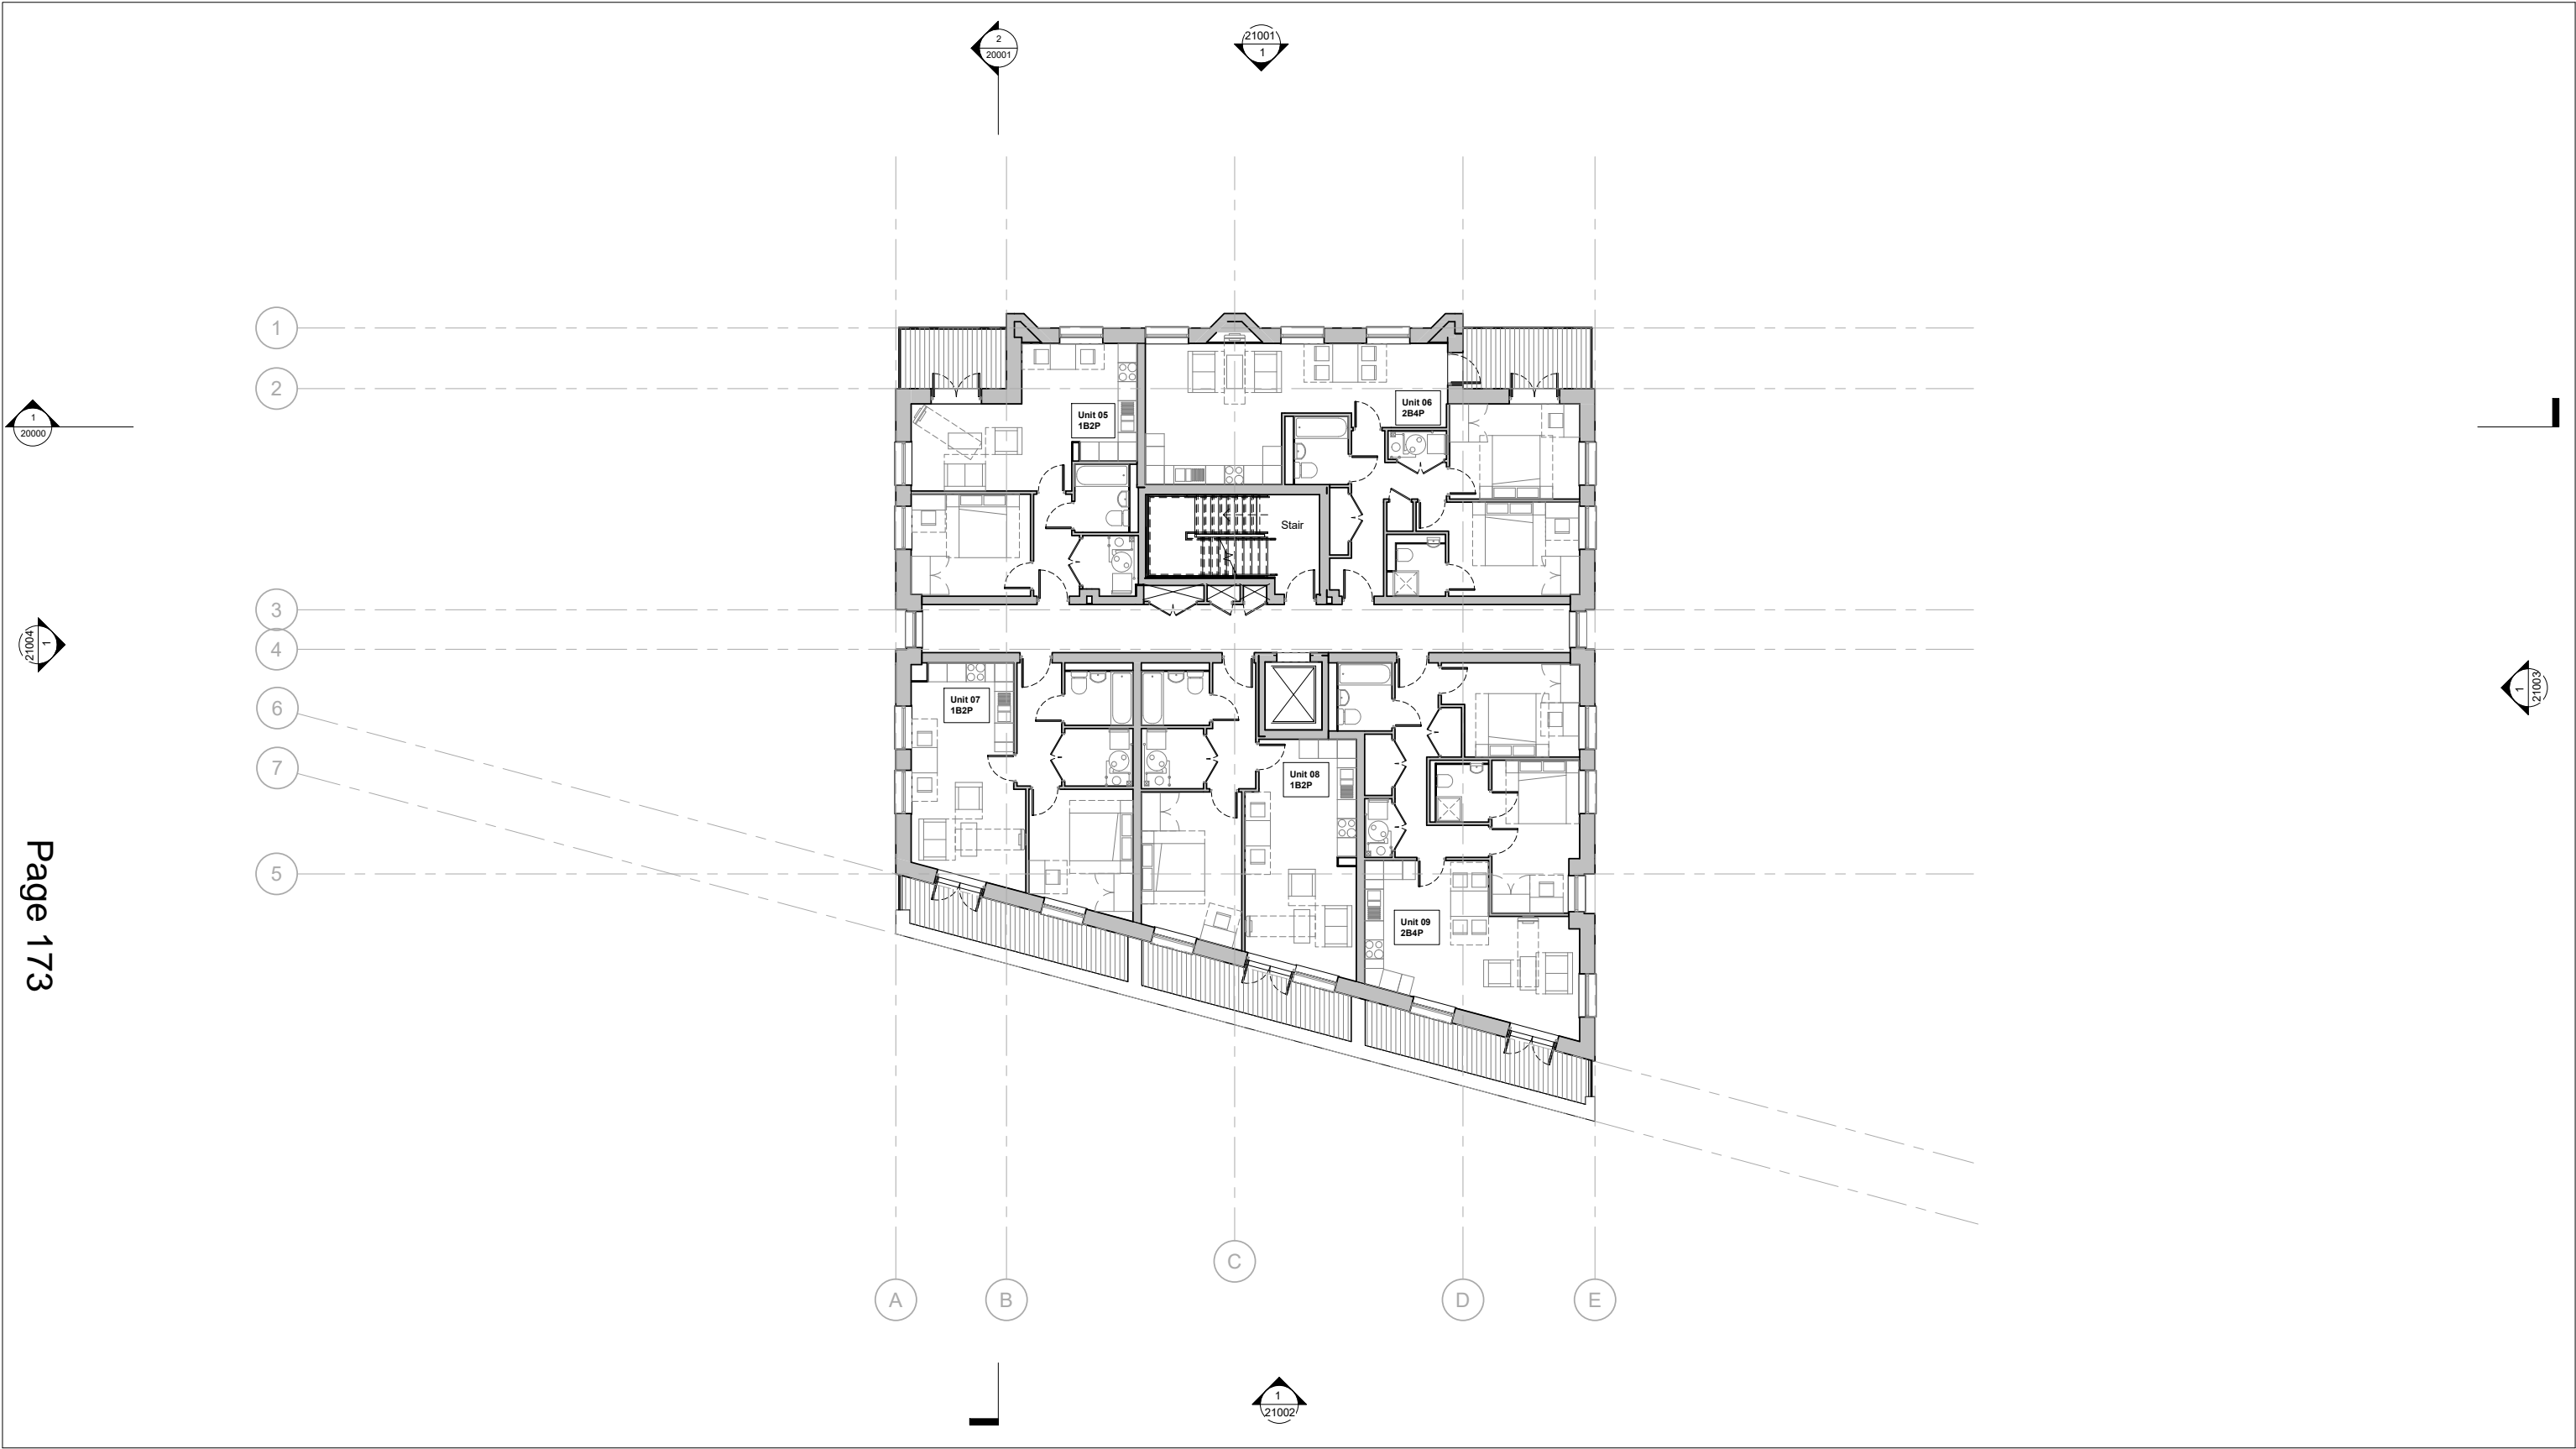 2
20001
21001
1
1
2
1
20000
Unit 05
1B2P
Unit 06
2B4P
Stair
3
4
21004
1
1
21003
6
7
Unit 07
1B2P
Unit 08
1B2P
5
Unit 09
2B4P
Page 173
C
A
B
D
E
1
21002